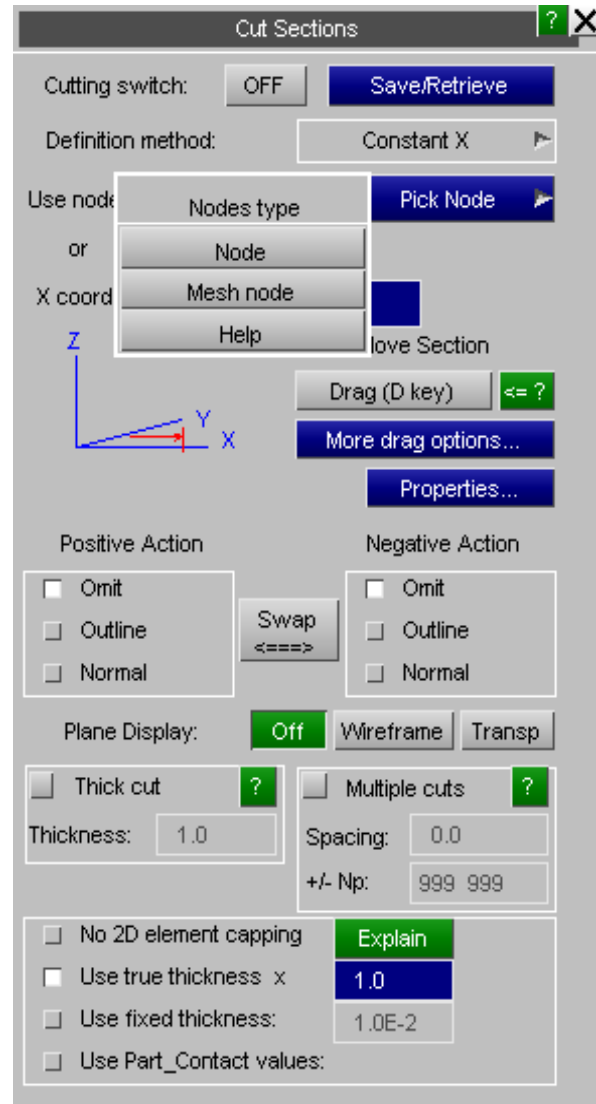 Cut Sections ? X
Cutting switch: OFF Save/Retrieve
Definition method: Constant X
Use node Pick Node
Nodes type
or Node
X coord Mesh node
Help
Move Section
Z
Y
X
Drag (D key) <= ?
More drag options...
Properties...
Positive Action Negative Action
Omit Omit
Outline Swap Outline
<===>
Normal Normal
Plane Display: Off Wireframe Transp
Thick cut ? Multiple cuts ?
Thickness: 1.0 Spacing: 0.0
+/- Np: 999 999
No 2D element capping Explain
Use true thickness x 1.0
Use fixed thickness: 1.0E-2
Use Part_Contact values: